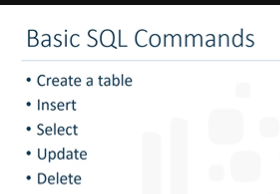 Basic SQL Commands
• Create a table
• Insert
• Select
• Update
• Delete